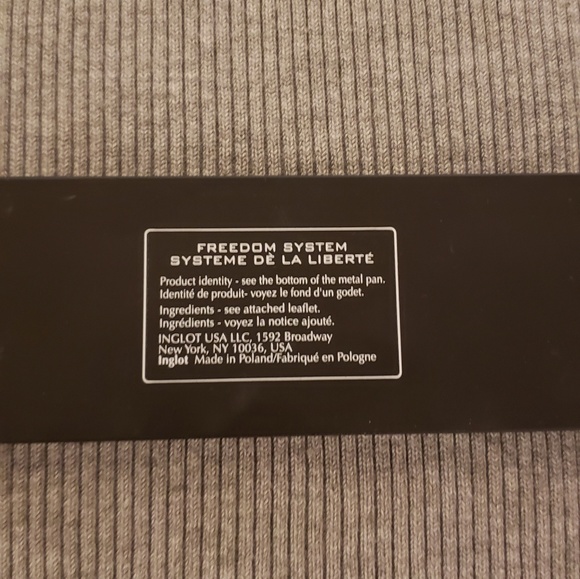 FREEDOM SYSTEM
SYSTEME DÈ LA LIBERTÉ
Product identity - see the bottom of the metal pan.
Identité de produit- voyez le fond d'un godet.
Ingredients - see attached leaflet.
Ingrédients - voyez la notice ajouté.
INGLOT USA LLC, 1592 Broadway
New York, NY 10036, USA
Inglot Made in Poland/Fabriqué en Pologne